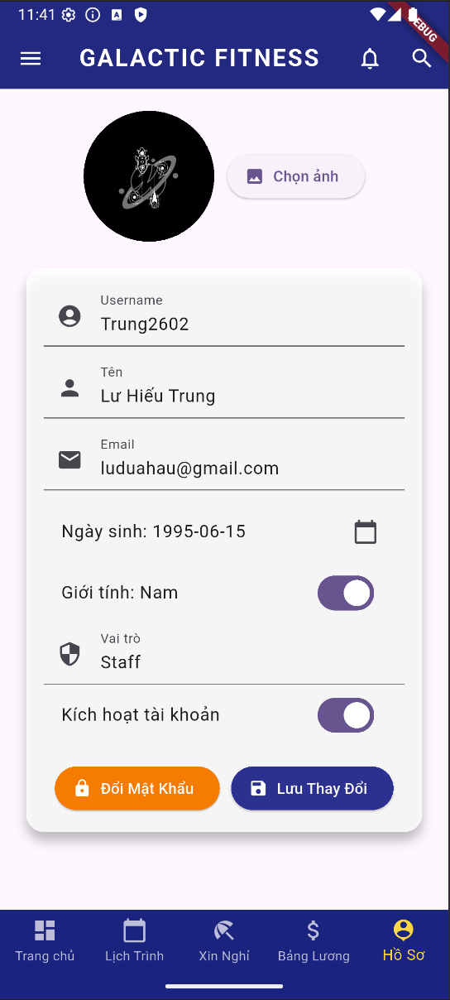 11:41
DEBUG
GALACTIC FITNESS
Chọn ảnh
Username
Trung2602
Tên
Lư Hiếu Trung
Email
luduahau@gmail.com
Ngày sinh: 1995-06-15
Giới tính: Nam
Vai trò
Staff
Kích hoạt tài khoản
Đổi Mật Khẩu
Lưu Thay Đổi
Trang chủ
Lịch Trình
Xin Nghỉ
Bảng Lương
Hồ Sơ